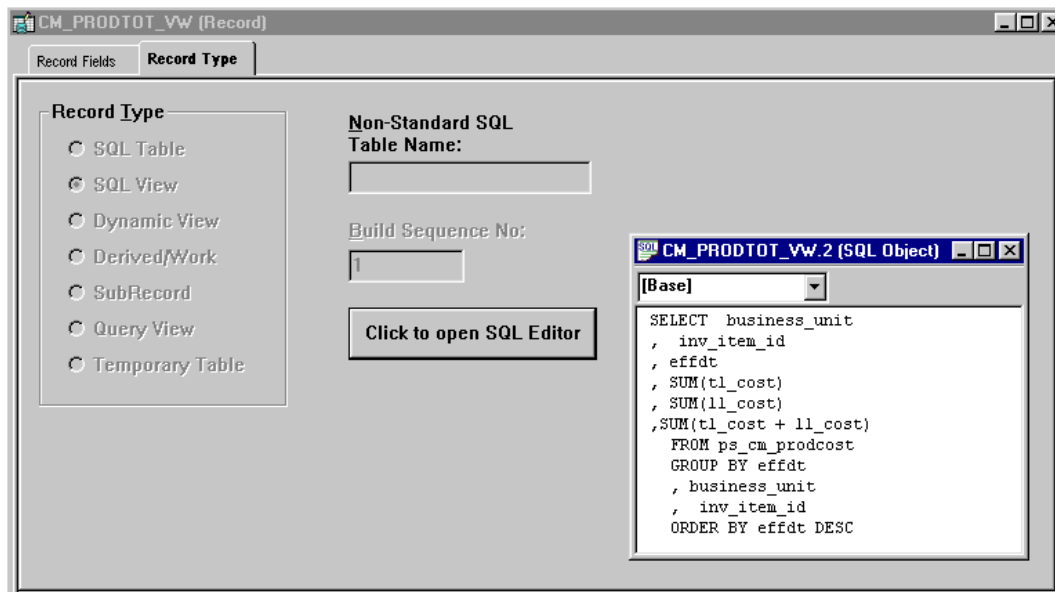 CM_PRODTOT_VW (Record)
Record Fields
Record Type
Record Type
SQL Table
SQL View
Dynamic View
Derived/Work
SubRecord
Query View
Temporary Table
Non-Standard SQL
Table Name:
Build Sequence No:
1
Click to open SQL Editor
SQL
CM_PRODTOT_VW.2 (SQL Object)
[Base]
SELECT business_unit
, inv_item_id
, effdt
, SUM(tl_cost)
, SUM(ll_cost)
,SUM(tl_cost + ll_cost)
FROM ps_cm_prodcost
GROUP BY effdt
, business_unit
, inv_item_id
ORDER BY effdt DESC